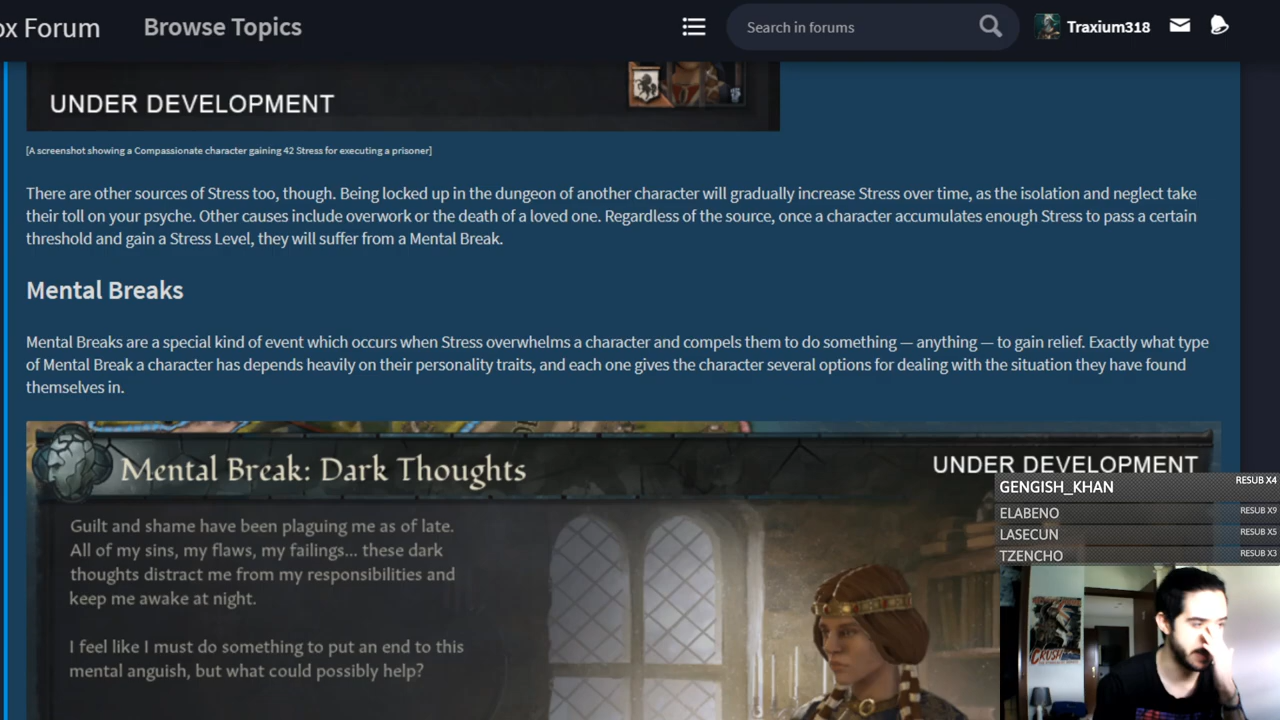 ox Forum
Browse Topics
Search in forums
Traxium318
UNDER DEVELOPMENT
[A screenshot showing a Compassionate character gaining 42 Stress for executing a prisoner]
There are other sources of Stress too, though. Being locked up in the dungeon of another character will gradually increase Stress over time, as the isolation and neglect take
their toll on your psyche. Other causes include overwork or the death of a loved one. Regardless of the source, once a character accumulates enough Stress to pass a certain
threshold and gain a Stress Level, they will suffer from a Mental Break.
Mental Breaks
Mental Breaks are a special kind of event which occurs when Stress overwhelms a character and compels them to do something — anything — to gain relief. Exactly what type
of Mental Break a character has depends heavily on their personality traits, and each one gives the character several options for dealing with the situation they have found
themselves in.
Mental Break: Dark Thoughts
UNDER DEVELOPMENT
Guilt and shame have been plaguing me as of late.
All of my sins, my flaws, my failings... these dark
thoughts distract me from my responsibilities and
keep me awake at night.
I feel like I must do something to put an end to this
mental anguish, but what could possibly help?
GENGISH_KHAN RESUB X4
ELABENO RESUB X9
LASECUN RESUB X5
TZENCHO RESUB X3
CRUSH